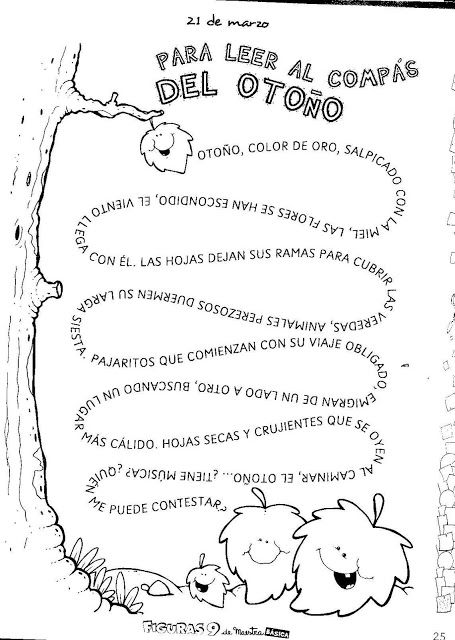 21 de marzo
PARA LEER AL COMPÁS
DEL OTOÑO
OTOÑO, COLOR DE ORO, SALPICADO
CON LA MIEL, LAS FLORES SE HAN ESCONDIDO, EL VIENTO
LLEGA CON ÉL. LAS HOJAS DEJAN SUS RAMAS PARA CUBRIR
LAS VEREDAS, ANIMALES PEREZOSOS DUERMEN SU LARGA
SIESTA. PAJARITOS QUE COMIENZAN CON SU VIAJE OBLIGADO,
EMIGRAN DE UN LADO A OTRO, BUSCANDO UN LUGAR
MÁS CÁLIDO. HOJAS SECAS Y CRUJIENTES QUE SE OYEN
AL CAMINAR, EL OTOÑO... ¿TIENE MÚSICA? ¿QUIÉN
ME PUEDE CONTESTAR?
FIGURAS 9 de Maestra BÁSICA
25